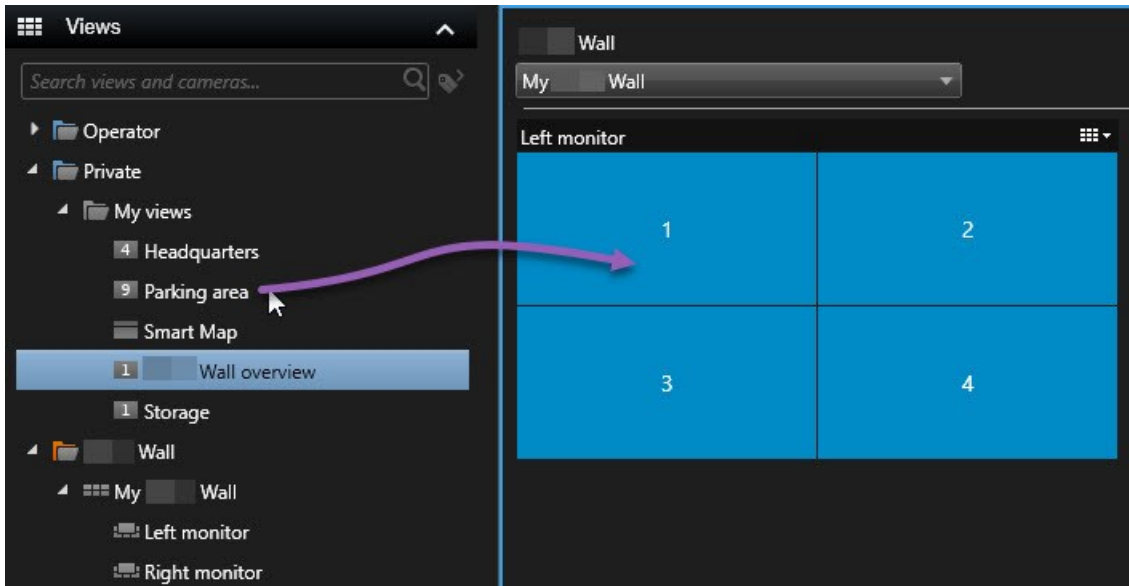 Views
Search views and cameras...
Operator
Private
My views
4 Headquarters
9 Parking area
Smart Map
1 Wall overview
1 Storage
Wall
My Wall
Left monitor
Right monitor
Wall
My Wall
Left monitor
1 2
3 4